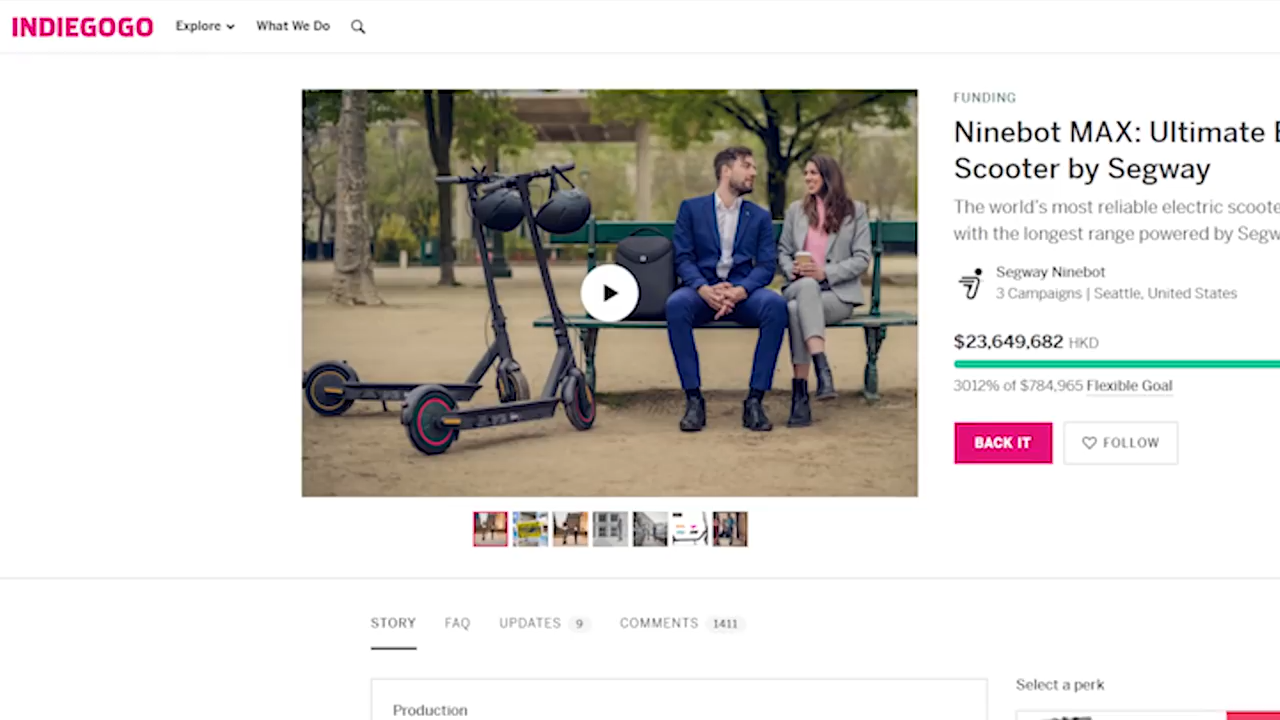 INDIEGOGO
Explore
What We Do
FUNDING
Ninebot MAX: Ultimate
Scooter by Segway
The world's most reliable electric
with the longest range powered by
Segway Ninebot
3 Campaigns | Seattle, United States
$23,649,682 HKD
3012% of $784,965 Flexible Goal
BACK IT
FOLLOW
STORY
FAQ
UPDATES 9
COMMENTS 1411
Select a perk
Production